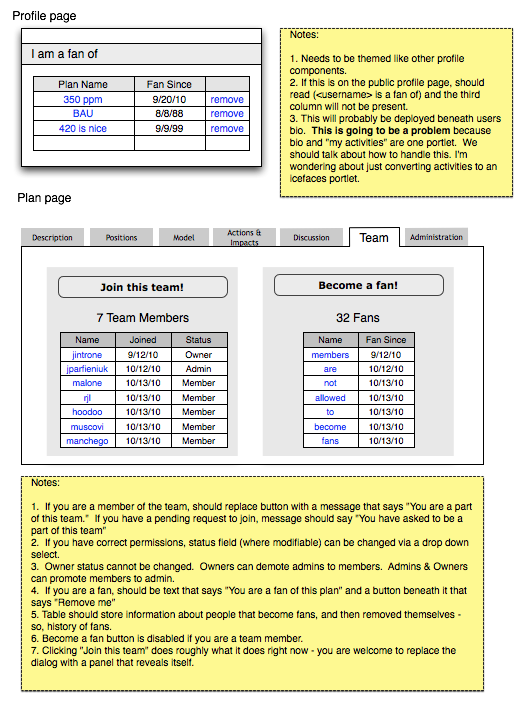 Profile page
I am a fan of
Plan Name Fan Since
350 ppm 9/20/10 remove
BAU 8/8/88 remove
420 is nice 9/9/99 remove
Notes:
1. Needs to be themed like other profile
components.
2. If this is on the public profile page, should
read (<username> is a fan of) and the third
column will not be present.
3. This will probably be deployed beneath users
bio.  This is going to be a problem because
bio and "my activities" are one portlet.  We
should talk about how to handle this. I'm
wondering about just converting activities to an
icefaces portlet.
Plan page
Description Positions Model Actions & Impacts Discussion Team Administration
Join this team!
7 Team Members
Name Joined Status
jintrone 9/12/10 Owner
jparfieniuk 10/12/10 Admin
malone 10/13/10 Member
rjl 10/13/10 Member
hoodoo 10/13/10 Member
muscovi 10/13/10 Member
manchego 10/13/10 Member
Become a fan!
32 Fans
Name Fan Since
members 9/12/10
are 10/12/10
not 10/13/10
allowed 10/13/10
to 10/13/10
become 10/13/10
fans 10/13/10
Notes:
1.  If you are a member of the team, should replace button with a message that says "You are a part
of this team."  If you have a pending request to join, message should say "You have asked to be a
part of this team"
2.  If you have correct permissions, status field (where modifiable) can be changed via a drop down
select.
3.  Owner status cannot be changed.  Owners can demote admins to members.  Admins & Owners
can promote members to admin.
4.  If you are a fan, should be text that says "You are a fan of this plan" and a button beneath it that
says "Remove me"
5. Table should store information about people that become fans, and then removed themselves -
so, history of fans.
6. Become a fan button is disabled if you are a team member.
7. Clicking "Join this team" does roughly what it does right now - you are welcome to replace the
dialog with a panel that reveals itself.